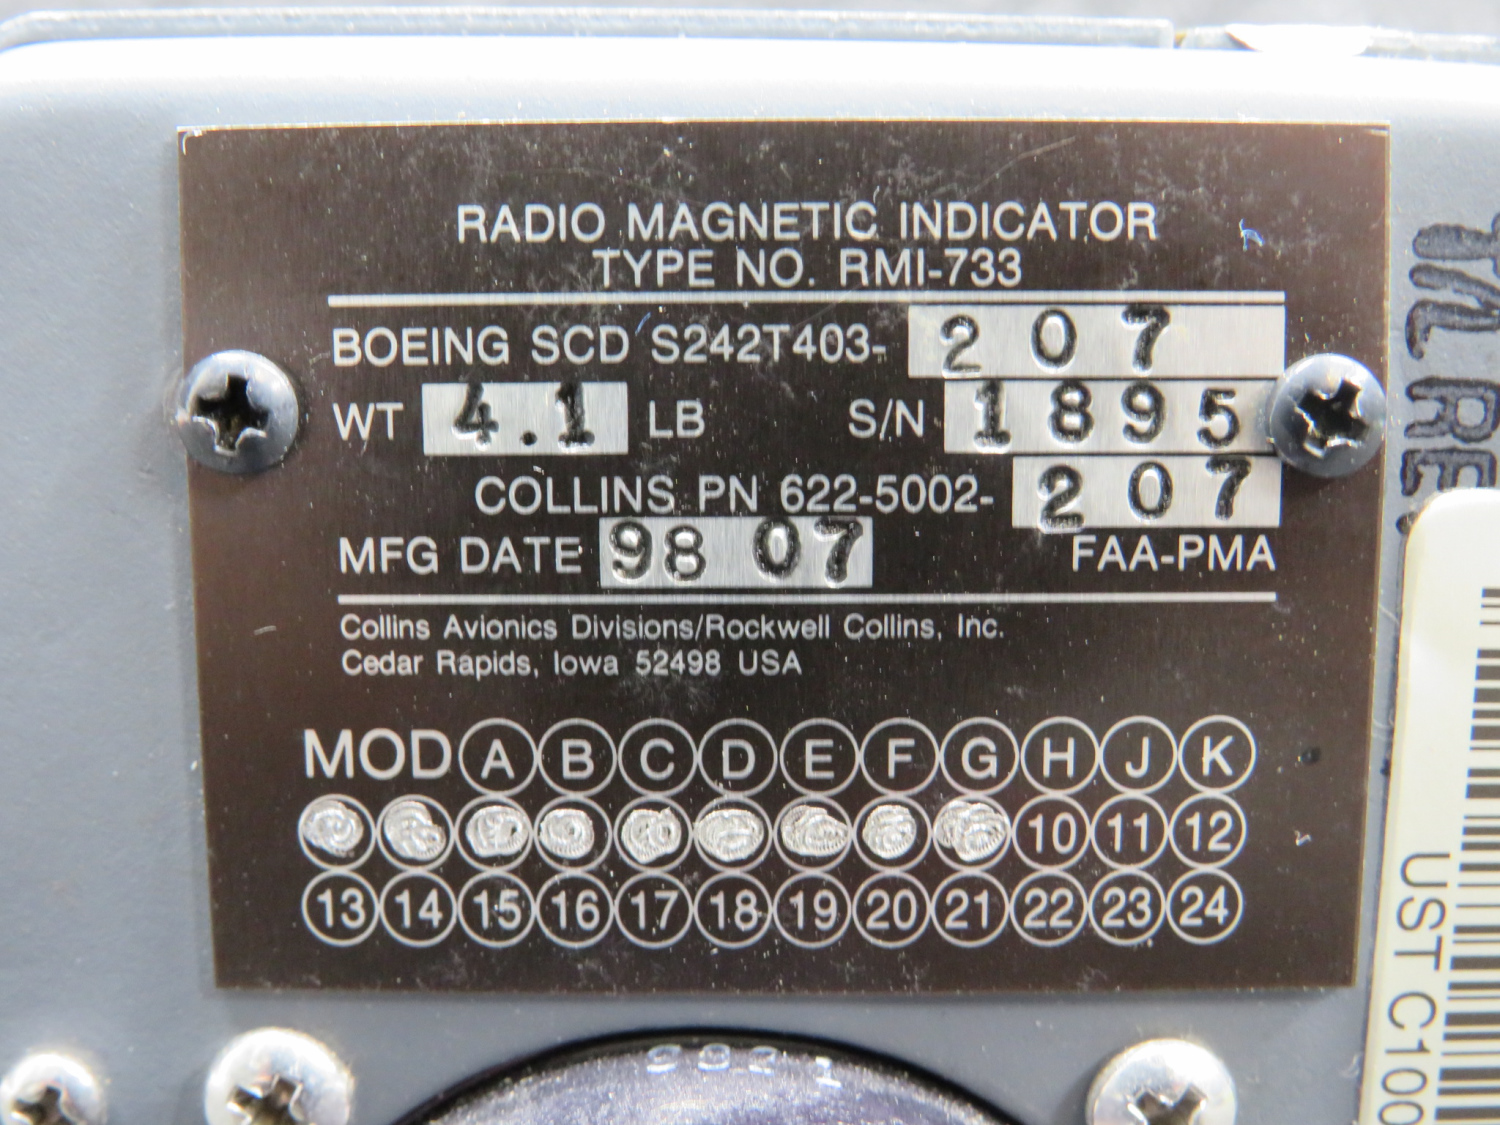 RADIO MAGNETIC INDICATOR
TYPE NO. RMI-733
BOEING SCD S242T403-207
WT 4.1 LB S/N 1895
COLLINS PN 622-5002-207
MFG DATE 98 07 FAA-PMA
Collins Avionics Divisions/Rockwell Collins, Inc.
Cedar Rapids, Iowa 52498 USA
MOD A B C D E F G H J K
10 11 12
13 14 15 16 17 18 19 20 21 22 23 24
UST C100